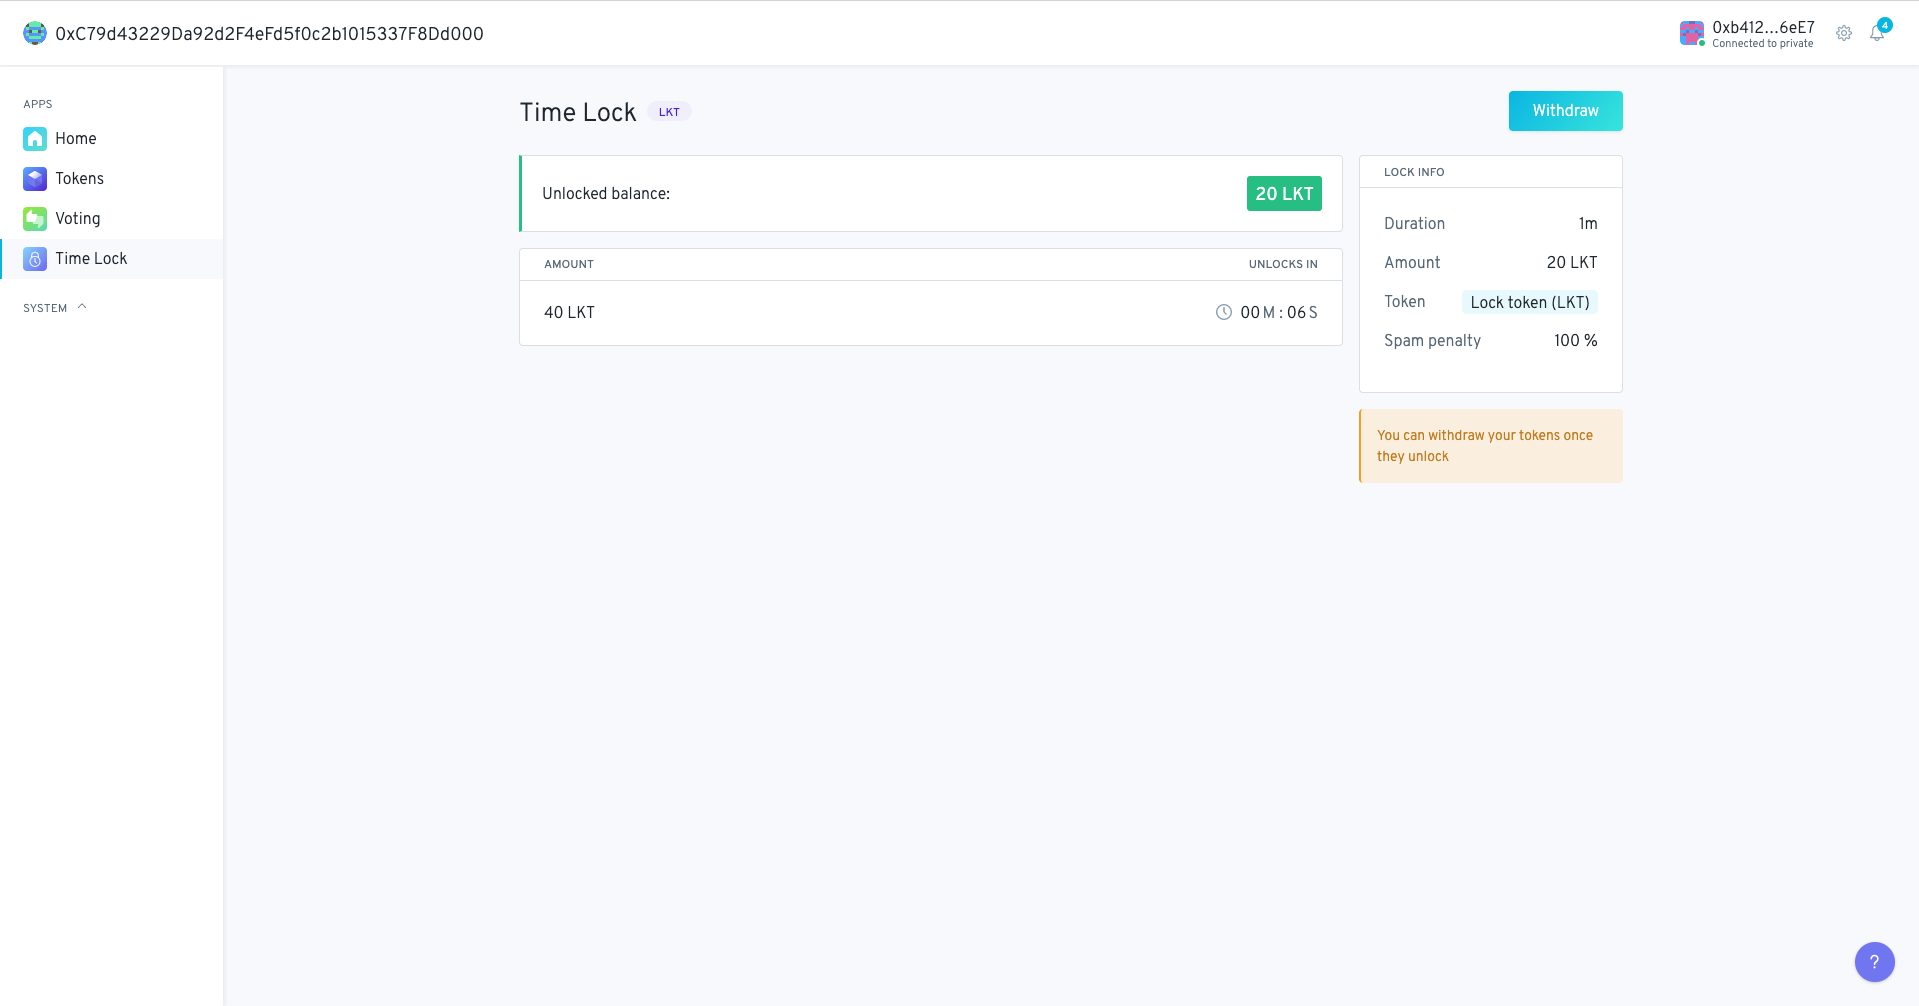 0xC79d43229Da92d2F4eFd5f0c2b1015337F8Dd000
0xb412...6eE7
Connected to private
4
APPS
Home
Tokens
Voting
Time Lock
SYSTEM
Time Lock LKT
Withdraw
Unlocked balance: 20 LKT
AMOUNT UNLOCKS IN
40 LKT 00 M : 06 S
LOCK INFO
Duration 1m
Amount 20 LKT
Token Lock token (LKT)
Spam penalty 100 %
You can withdraw your tokens once
they unlock
?